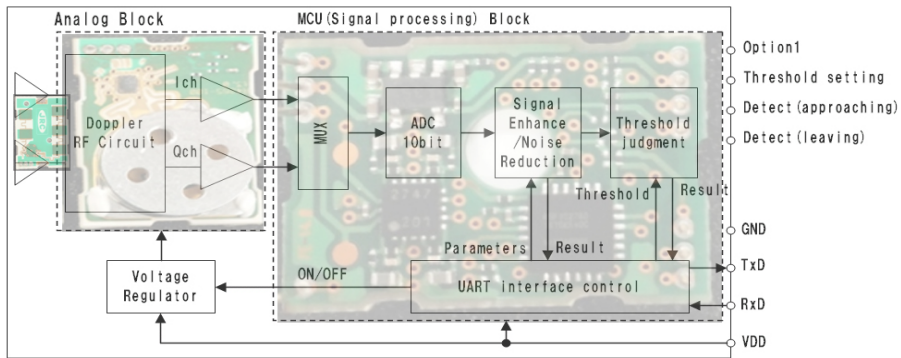 Analog Block
MCU(Signal processing) Block
Option1
Threshold setting
Detect(approaching)
Detect(leaving)
Ich
Qch
Doppler
RF Circuit
MUX
ADC
10bit
Signal
Enhance
/Noise
Reduction
Threshold
judgment
Threshold
Result
Parameters
Result
GND
TxD
RxD
VDD
ON/OFF
Voltage
Regulator
UART interface control